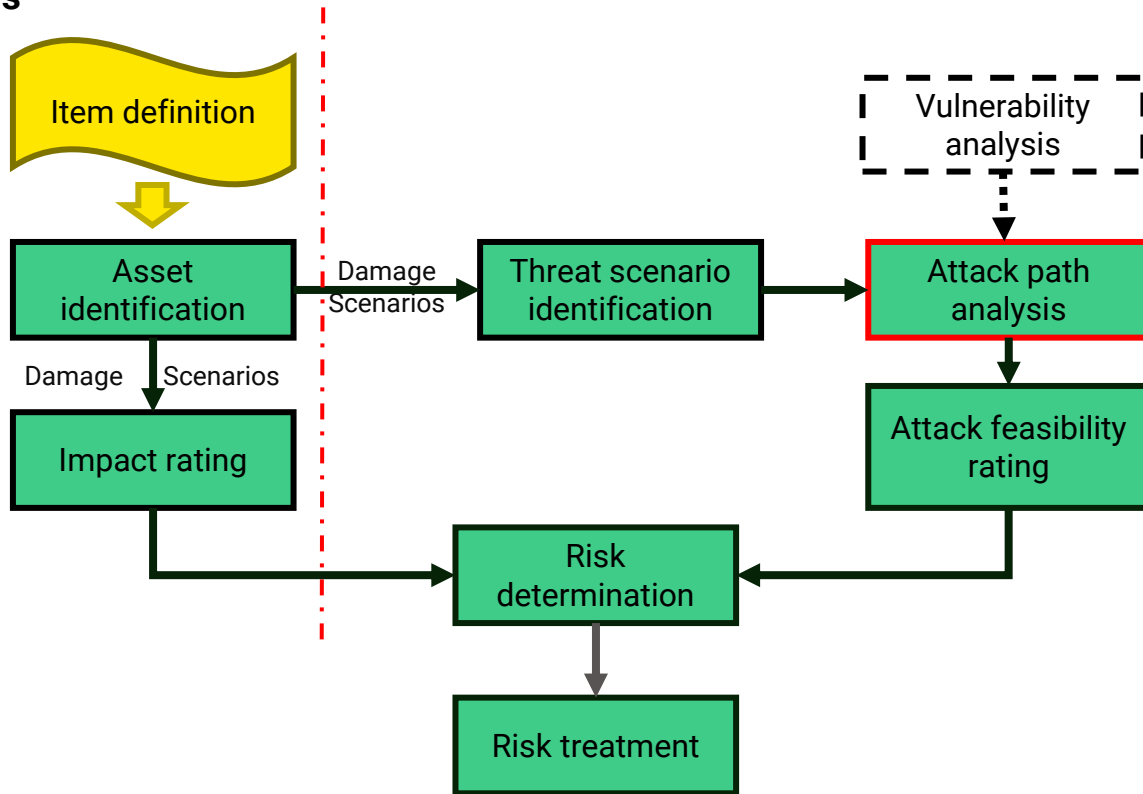 s
Item definition
Vulnerability
analysis
Asset
identification
Damage
Scenarios
Threat scenario
identification
Attack path
analysis
Damage Scenarios
Impact rating
Attack feasibility
rating
Risk
determination
Risk treatment